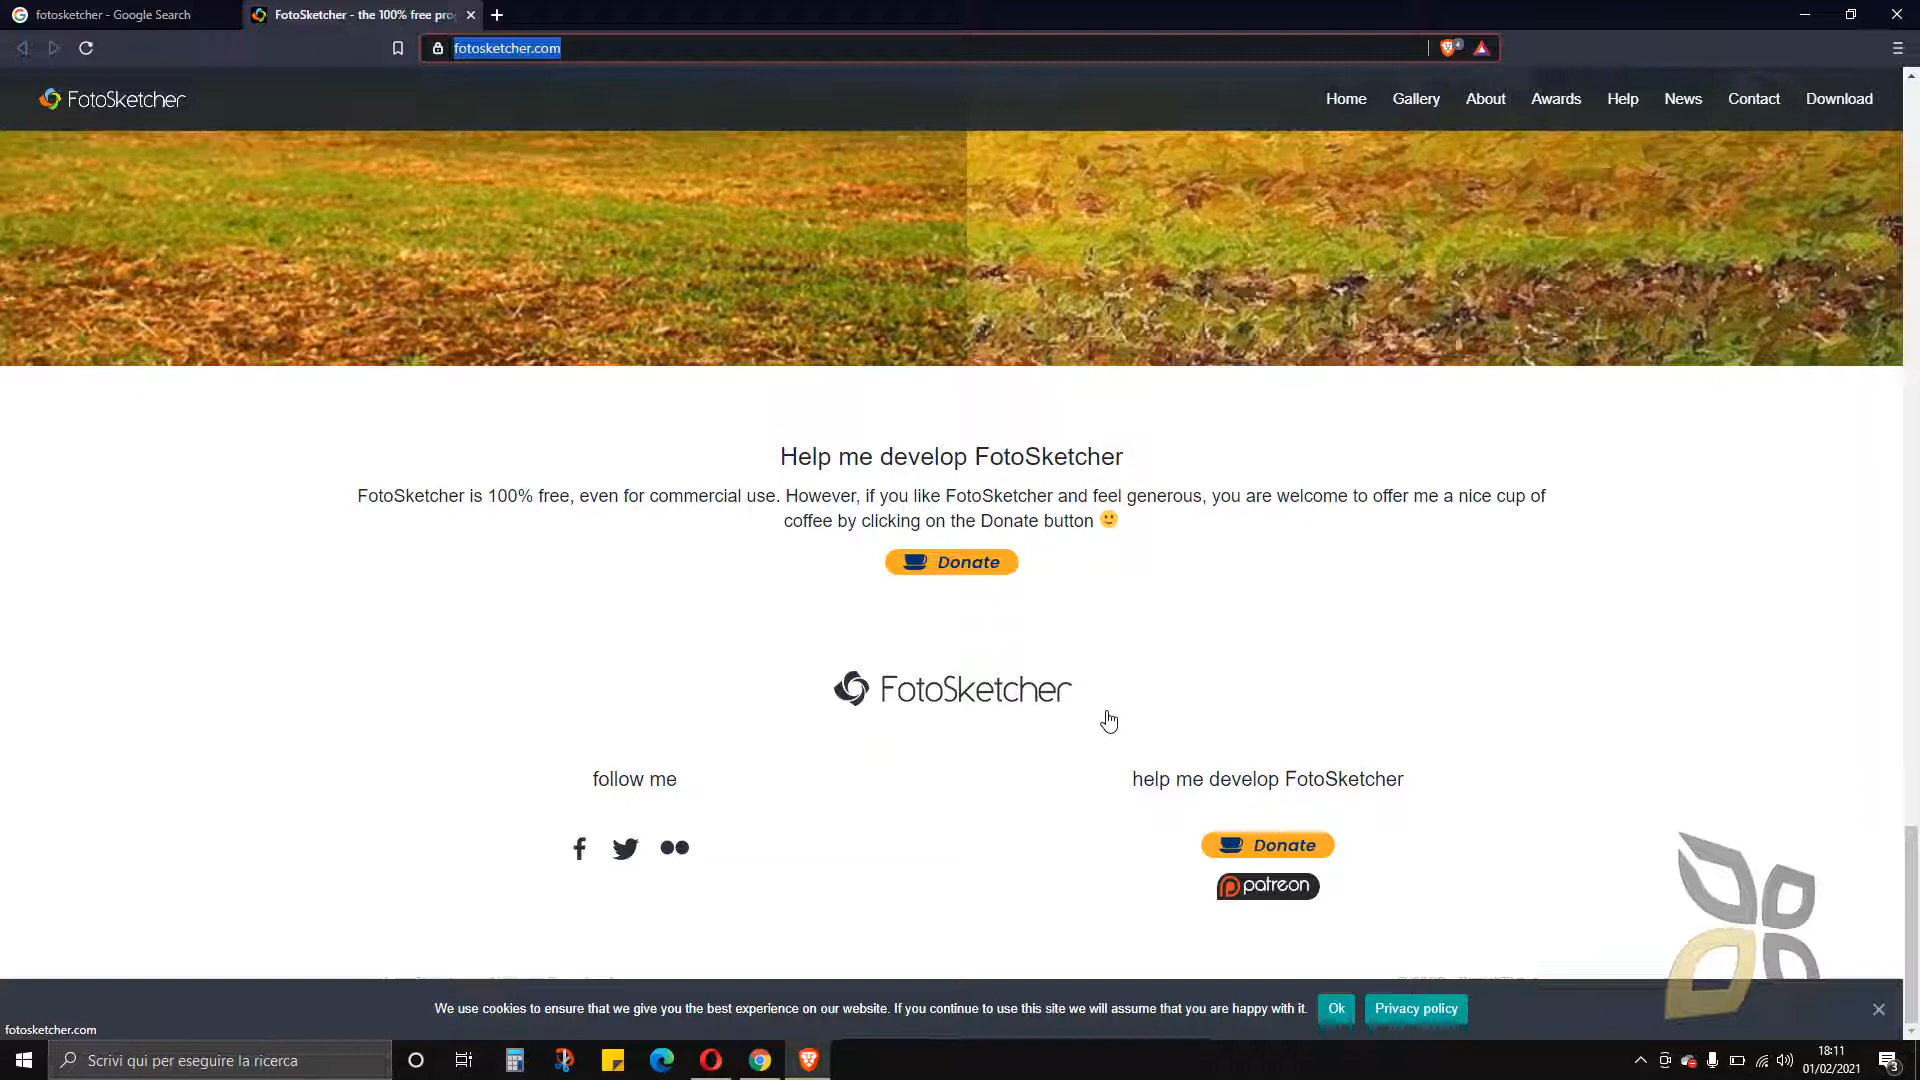 fotosketcher - Google Search
FotoSketcher - the 100% free pro
fotosketcher.com
4
FotoSketcher
Home
Gallery
About
Awards
Help
News
Contact
Download
Help me develop FotoSketcher
FotoSketcher is 100% free, even for commercial use. However, if you like FotoSketcher and feel generous, you are welcome to offer me a nice cup of
coffee by clicking on the Donate button 🙂
Donate
FotoSketcher
follow me
help me develop FotoSketcher
Donate
patreon
We use cookies to ensure that we give you the best experience on our website. If you continue to use this site we will assume that you are happy with it.
Ok
Privacy policy
fotosketcher.com
Scrivi qui per eseguire la ricerca
18:11
01/02/2021
3